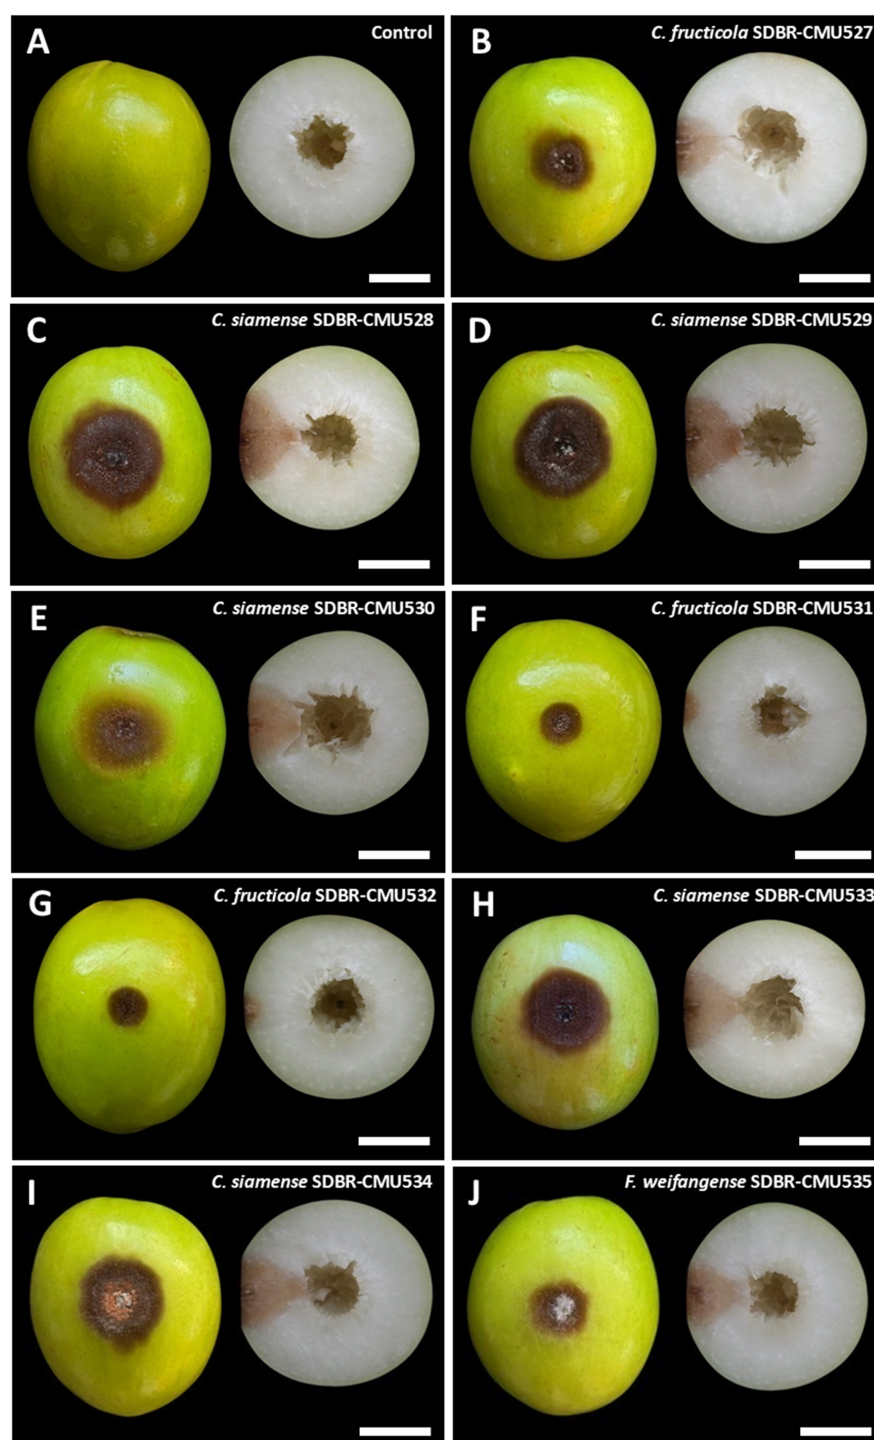 A
Control
B
C. fructicola SDBR-CMU527
C
C. siamense SDBR-CMU528
D
C. siamense SDBR-CMU529
E
C. siamense SDBR-CMU530
F
C. fructicola SDBR-CMU531
G
C. fructicola SDBR-CMU532
H
C. siamense SDBR-CMU533
I
C. siamense SDBR-CMU534
J
F. weifangense SDBR-CMU535